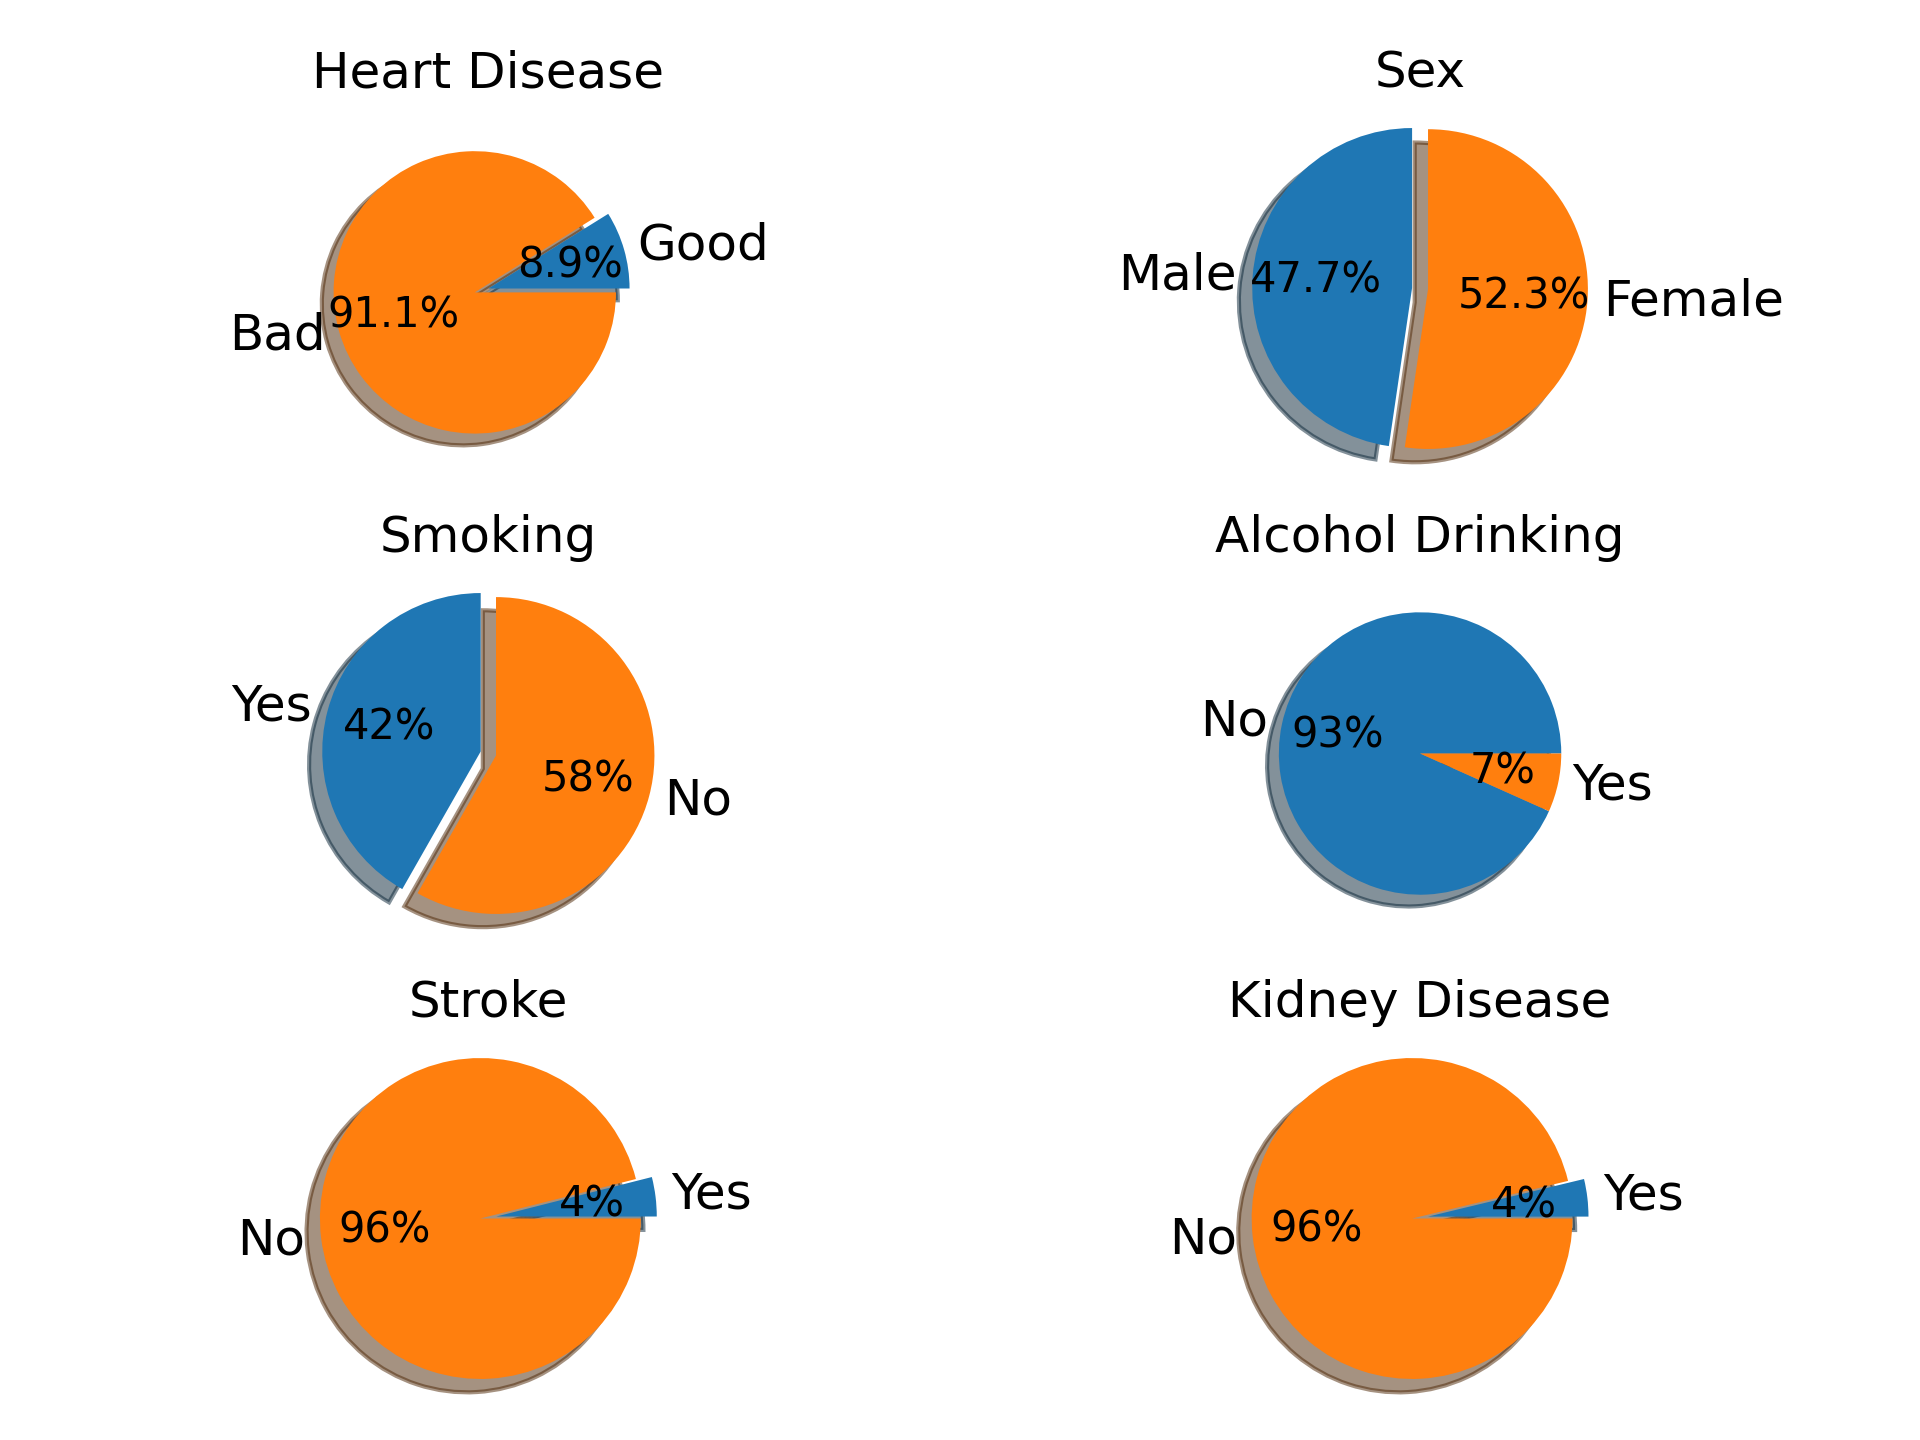 Heart Disease
Good
8.9%
Bad
91.1%
Sex
Male
47.7%
52.3%
Female
Smoking
Yes
42%
58%
No
Alcohol Drinking
No
93%
7%
Yes
Stroke
Yes
4%
No
96%
Kidney Disease
Yes
4%
No
96%